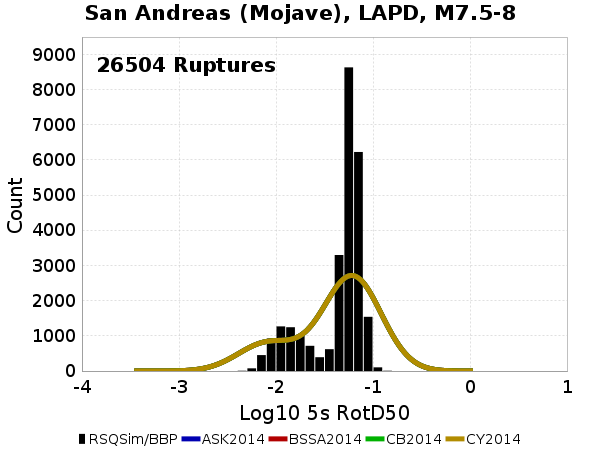 San Andreas (Mojave), LAPD, M7.5-8
26504 Ruptures
9000
8000
7000
6000
5000
4000
3000
2000
1000
0
Count
-4 -3 -2 -1 0 1
Log10 5s RotD50
RSQSim/BBP ASK2014 BSSA2014 CB2014 CY2014